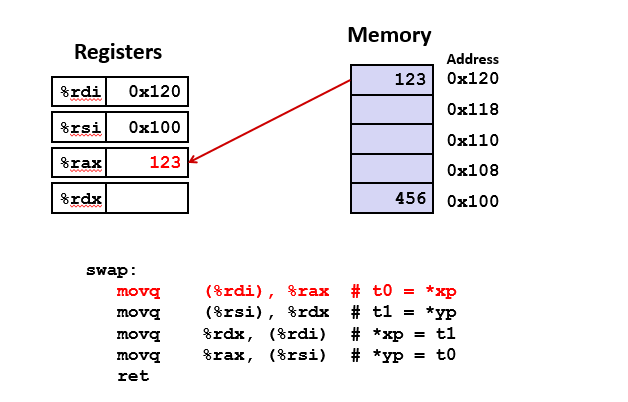 Registers
%rdi 0x120
%rsi 0x100
%rax 123
%rdx
Memory
Address
123 0x120
0x118
0x110
0x108
456 0x100
swap:
movq (%rdi), %rax # t0 = *xp
movq (%rsi), %rdx # t1 = *yp
movq %rdx, (%rdi) # *xp = t1
movq %rax, (%rsi) # *yp = t0
ret